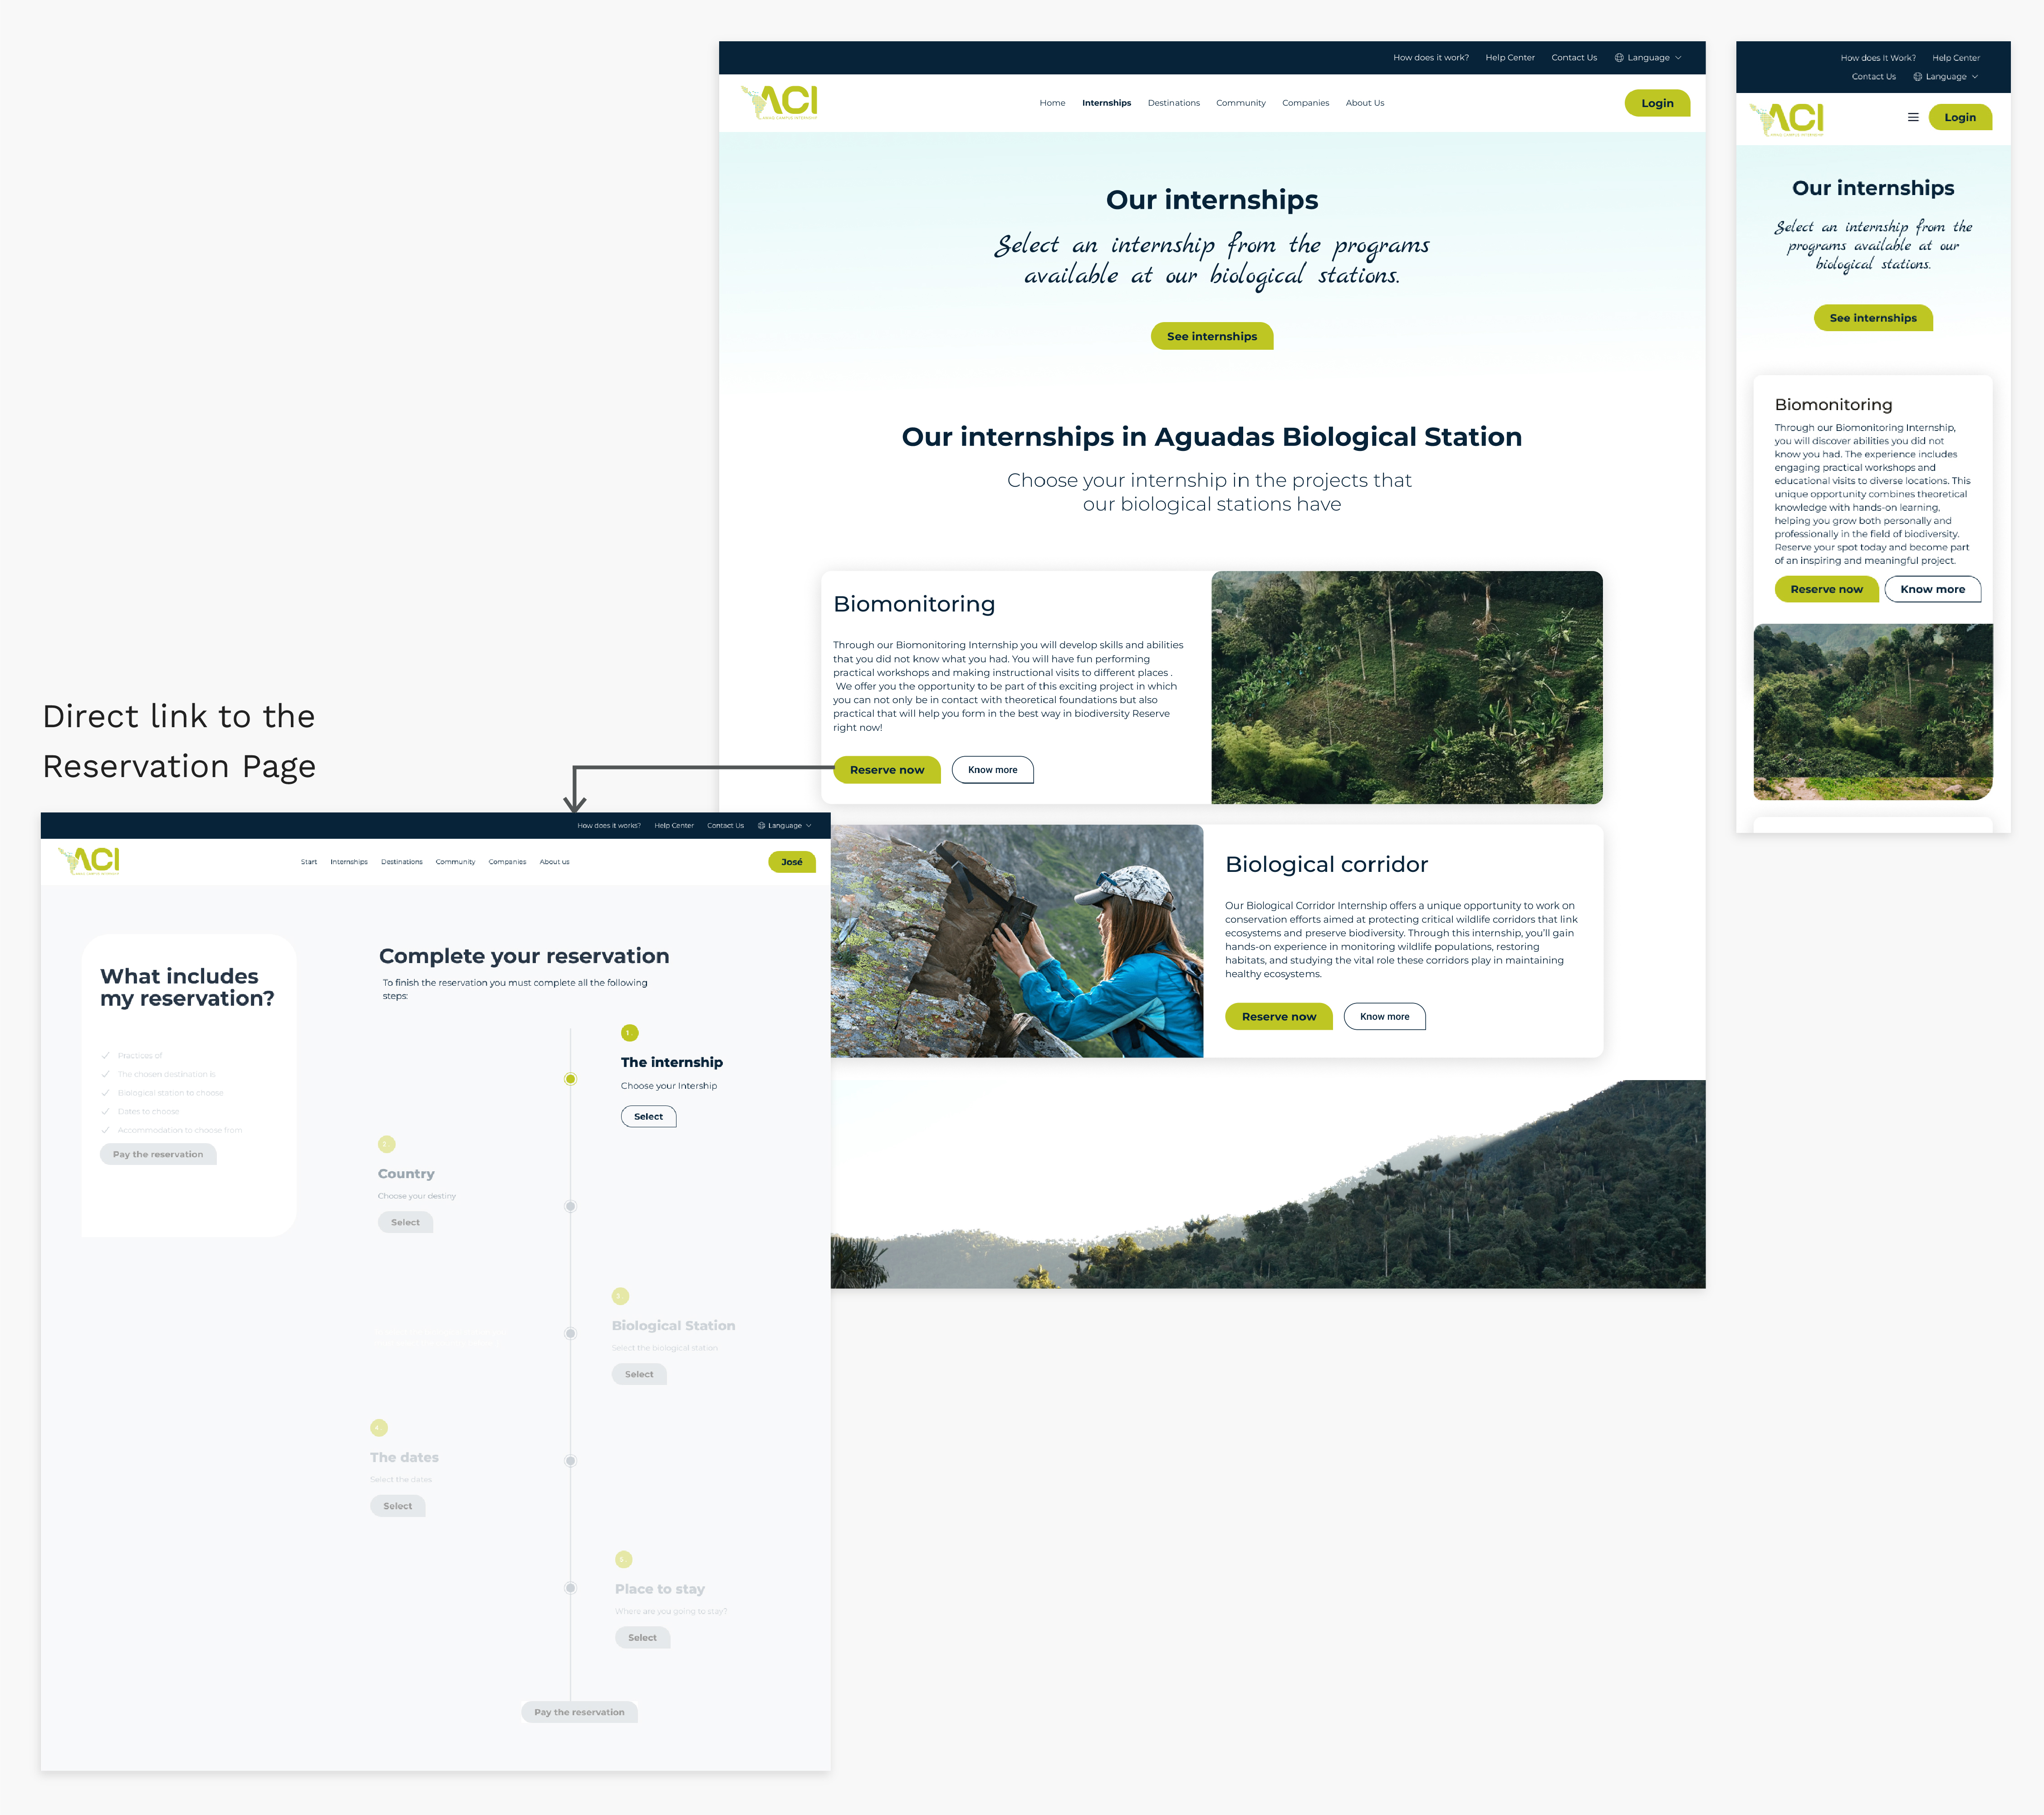 How does it work? Help Center Contact Us Language
ACI
Home Internships Destinations Community Companies About Us
Login
Our internships
Select an internship from the programs
available at our biological stations.
See internships
Our internships in Aguadas Biological Station
Choose your internship in the projects that
our biological stations have
Biomonitoring
Through our Biomonitoring Internship you will develop skills and abilities
that you did not know what you had. You will have fun performing
practical workshops and making instructional visits to different places .
We offer you the opportunity to be part of this exciting project in which
you can not only be in contact with theoretical foundations but also
practical that will help you form in the best way in biodiversity Reserve
right now!
Reserve now Know more
Biological corridor
Our Biological Corridor Internship offers a unique opportunity to work on
conservation efforts aimed at protecting critical wildlife corridors that link
ecosystems and preserve biodiversity. Through this internship, you'll gain
hands-on experience in monitoring wildlife populations, restoring
habitats, and studying the vital role these corridors play in maintaining
healthy ecosystems.
Reserve now Know more
How does It Work? Help Center
Contact Us Language
ACI
Login
Our internships
Select an internship from the
programs available at our
biological stations.
See internships
Biomonitoring
Through our Biomonitoring Internship,
you will discover abilities you did not
know you had. The experience includes
engaging practical workshops and
educational visits to diverse locations. This
unique opportunity combines theoretical
knowledge with hands-on learning,
helping you grow both personally and
professionally in the field of biodiversity.
Reserve your spot today and become part
of an inspiring and meaningful project.
Reserve now Know more
Direct link to the
Reservation Page
How does it works? Help Center Contact Us Language
ACI
Start Internships Destinations Community Companies About us
José
What includes
my reservation?
Practices of
The chosen destination is
Biological station to choose
Dates to choose
Accommodation to choose from
Pay the reservation
Complete your reservation
To finish the reservation you must complete all the following
steps:
1
The internship
Choose your Intership
Select
Country
Choose your destiny
Select
Biological Station
Select the biological station
Select
The dates
Select the dates
Select
Place to stay
Where are you going to stay?
Select
Pay the reservation